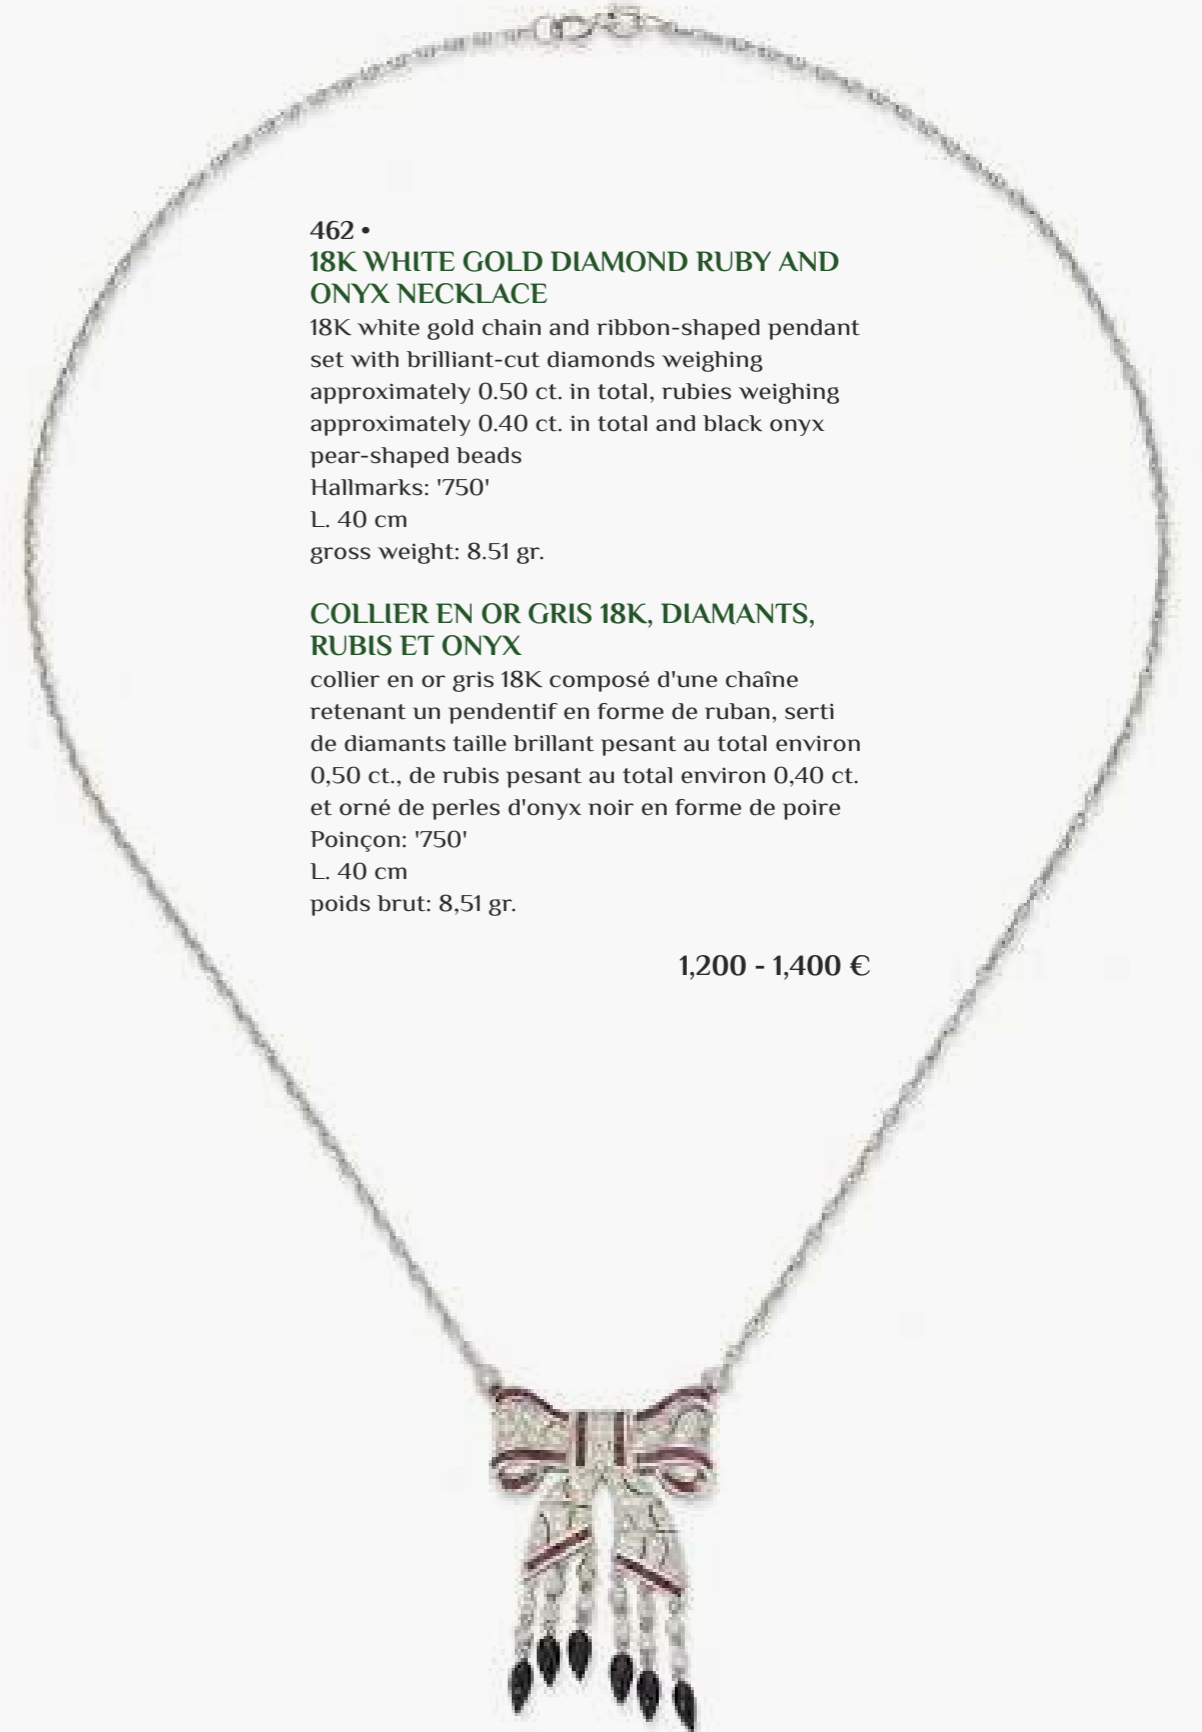 462 •
18K WHITE GOLD DIAMOND RUBY AND
ONYX NECKLACE
18K white gold chain and ribbon-shaped pendant
set with brilliant-cut diamonds weighing
approximately 0.50 ct. in total, rubies weighing
approximately 0.40 ct. in total and black onyx
pear-shaped beads
Hallmarks: '750'
L. 40 cm
gross weight: 8.51 gr.
COLLIER EN OR GRIS 18K, DIAMANTS,
RUBIS ET ONYX
collier en or gris 18K composé d'une chaîne
retenant un pendentif en forme de ruban, serti
de diamants taille brillant pesant au total environ
0,50 ct., de rubis pesant au total environ 0,40 ct.
et orné de perles d'onyx noir en forme de poire
Poinçon: '750'
L. 40 cm
poids brut: 8,51 gr.
1,200 - 1,400 €